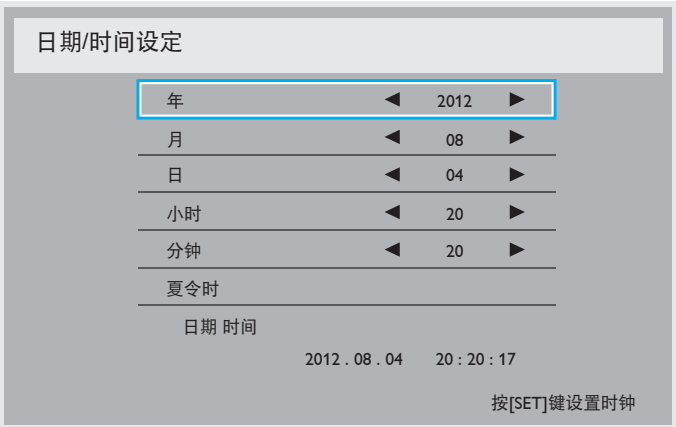 日期/时间设定
年 ◀ 2012 ▶
月 ◀ 08 ▶
日 ◀ 04 ▶
小时 ◀ 20 ▶
分钟 ◀ 20 ▶
夏令时
日期 时间
2012 . 08 . 04 20 : 20 : 17
按[SET]键设置时钟